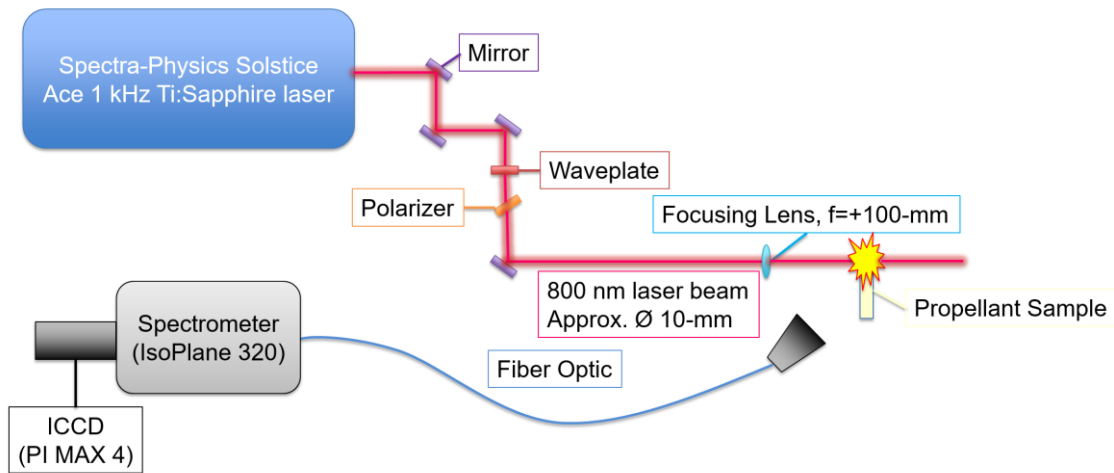 Spectra-Physics Solstice
Ace 1 kHz Ti:Sapphire laser
Mirror
Waveplate
Polarizer
Focusing Lens, f=+100-mm
800 nm laser beam
Approx. Ø 10-mm
Propellant Sample
Spectrometer
(IsoPlane 320)
Fiber Optic
ICCD
(PI MAX 4)